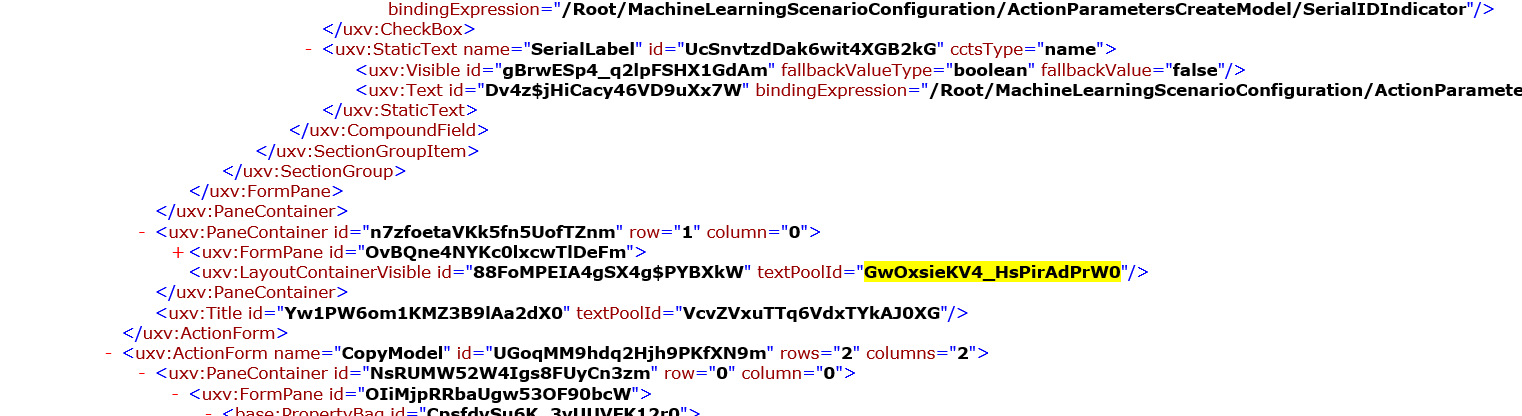 bindingExpression="/Root/MachineLearningScenarioConfiguration/ActionParametersCreateModel/SerialIDIndicator"/>
</uxv:CheckBox>
- <uxv:StaticText name="SerialLabel" id="UcSnvtzdDak6wit4XGB2kG" cctsType="name">
<uxv:Visible id="gBrwESp4_q2lpFSHX1GdAm" fallbackValueType="boolean" fallbackValue="false"/>
<uxv:Text id="Dv4z$jHiCacy46VD9uXx7W" bindingExpression="/Root/MachineLearningScenarioConfiguration/ActionParamete
</uxv:StaticText>
</uxv:CompoundField>
</uxv:SectionGroupItem>
</uxv:SectionGroup>
</uxv:FormPane>
</uxv:PaneContainer>
- <uxv:PaneContainer id="n7zfoetaVKk5fn5UofTZnm" row="1" column="0">
+ <uxv:FormPane id="OvBQne4NYKc0lxcwTlDeFm">
<uxv:LayoutContainerVisible id="88FoMPEIA4gSX4g$PYBXkW" textPoolId="GwOxsieKV4_HsPirAdPrW0"/>
</uxv:PaneContainer>
<uxv:Title id="Yw1PW6om1KMZ3B9lAa2dX0" textPoolId="VcvZVxuTTq6VdxTYkAJ0XG"/>
</uxv:ActionForm>
- <uxv:ActionForm name="CopyModel" id="UGoqMM9hdq2Hjh9PKfXN9m" rows="2" columns="2">
- <uxv:PaneContainer id="NsRUMW52W4Igs8FUyCn3zm" row="0" column="0">
- <uxv:FormPane id="OIiMjpRRbaUgw53OF90bcW">
- <base:PropertyBag